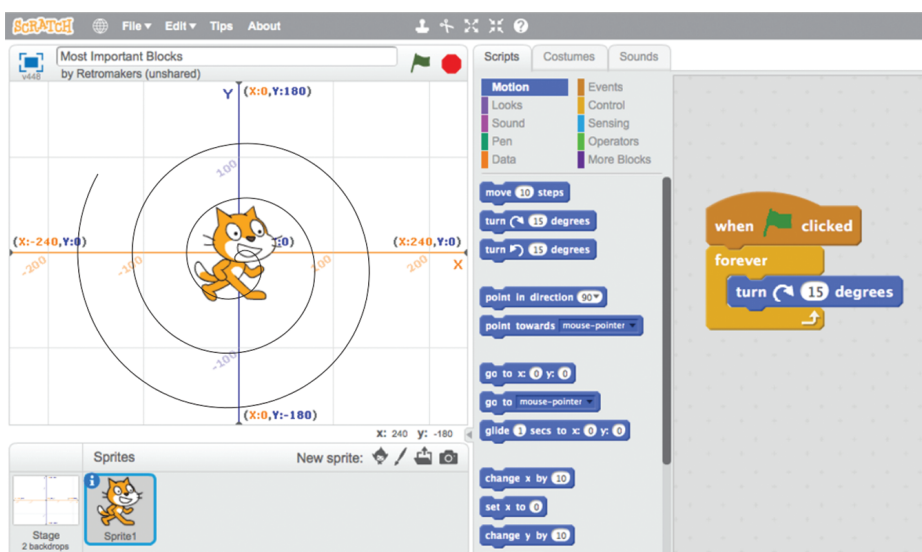 SCRATCH File Edit Tips About
Most Important Blocks
by Retromakers (unshared)
v448
Y (X:0,Y:180)
100
(X:-240,Y:0) 0) (X:240,Y:0)
-200 -100 100 200 X
-100
(X:0,Y:-180)
x: 240 y: -180
Sprites New sprite:
Stage
2 backdrops
Sprite1
Scripts Costumes Sounds
Motion Events
Looks Control
Sound Sensing
Pen Operators
Data More Blocks
move 10 steps
turn 15 degrees
turn 15 degrees
point in direction 90
point towards mouse-pointer
go to x: 0 y: 0
go to mouse-pointer
glide 1 secs to x: 0 y: 0
change x by 10
set x to 0
change y by 10
when clicked
forever
turn 15 degrees